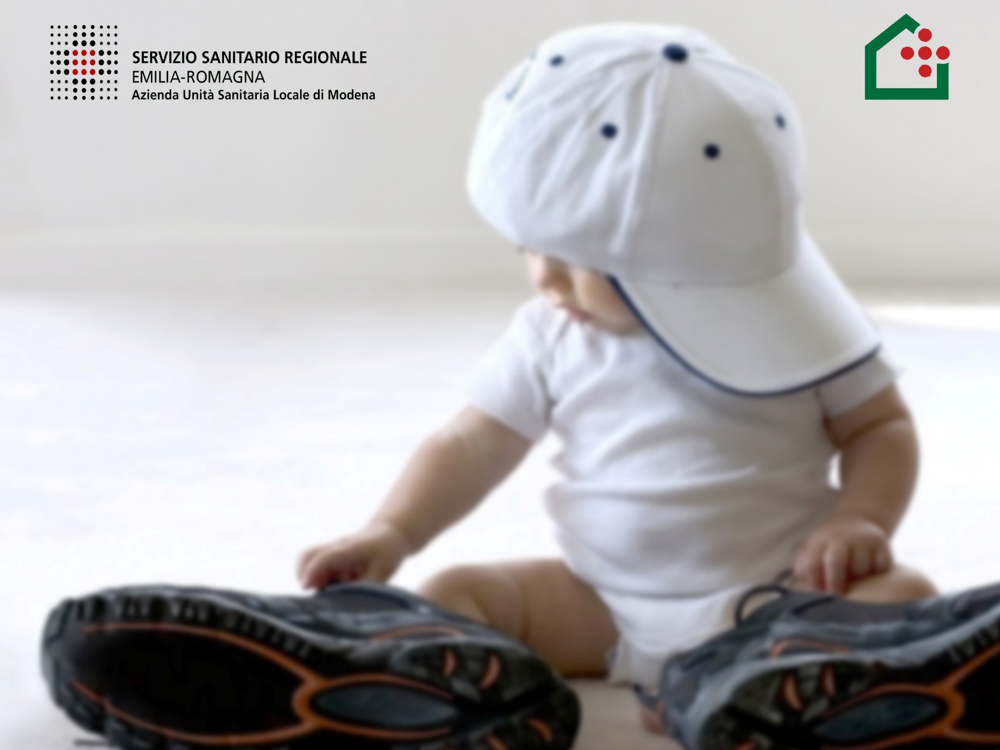 SERVIZIO SANITARIO REGIONALE
EMILIA-ROMAGNA
Azienda Unità Sanitaria Locale di Modena